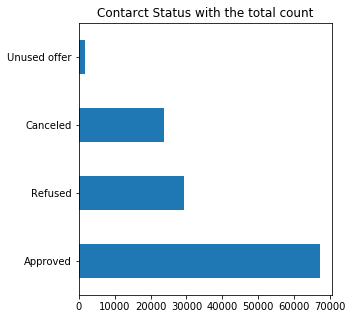 Contarct Status with the total count
Unused offer
Canceled
Refused
Approved
0 10000 20000 30000 40000 50000 60000 70000